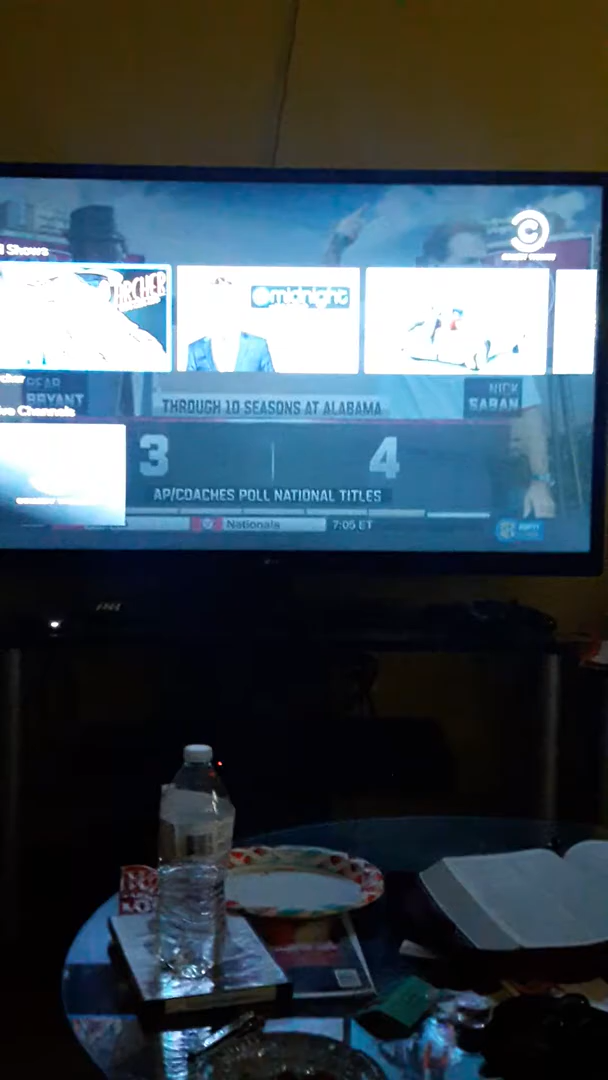 l Shows
ARCHER
@midnight
BEAR
BRYANT
ve Channels
THROUGH 10 SEASONS AT ALABAMA
NICK
SABAN
3
4
AP/COACHES POLL NATIONAL TITLES
Nationals
7:05 ET